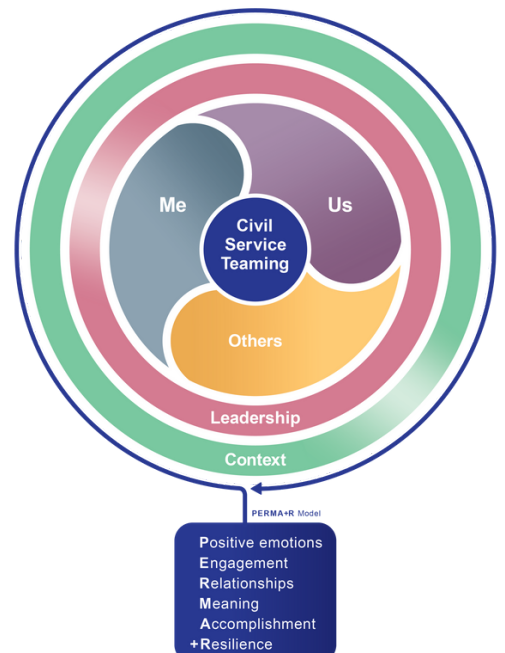 Me
Us
Civil
Service
Teaming
Others
Leadership
Context
PERMA+R Model
Positive emotions
Engagement
Relationships
Meaning
Accomplishment
+Resilience